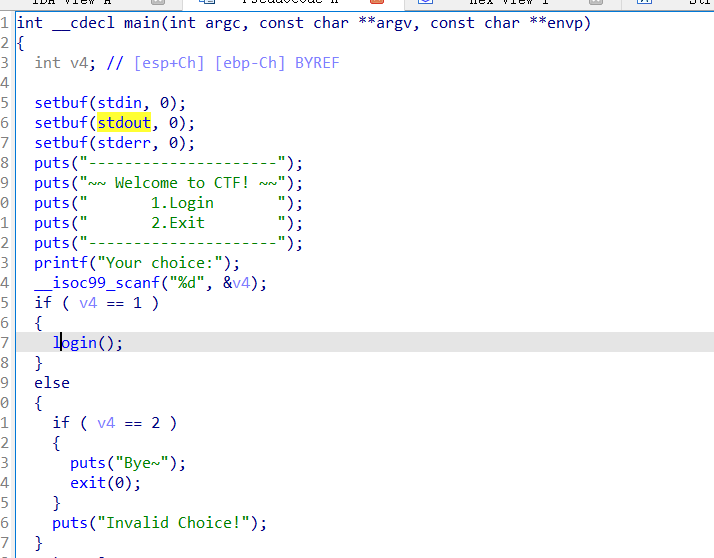 Pseudocode A
Hex View 1
1 int __cdecl main(int argc, const char **argv, const char **envp)
2 {
3 int v4; // [esp+Ch] [ebp-Ch] BYREF
4
5 setbuf(stdin, 0);
6 setbuf(stdout, 0);
7 setbuf(stderr, 0);
8 puts("---------------------");
9 puts("~~ Welcome to CTF! ~~");
0 puts("       1.Login       ");
1 puts("       2.Exit        ");
2 puts("---------------------");
3 printf("Your choice:");
4 __isoc99_scanf("%d", &v4);
5 if ( v4 == 1 )
6 {
7 login();
8 }
9 else
0 {
1 if ( v4 == 2 )
2 {
3 puts("Bye~");
4 exit(0);
5 }
6 puts("Invalid Choice!");
7 }